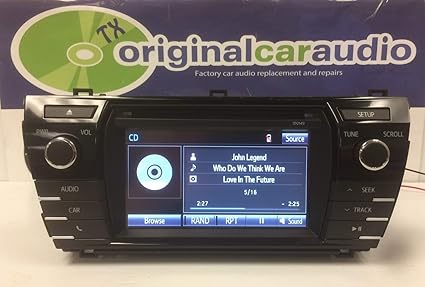 TX
originalcaraudio
Factory car audio replacement and repairs
SETUP
PWR
VOL
TUNE
SCROLL
CD
Source
John Legend
Who Do We Think We Are
Love In The Future
5/16
2:27
- 2:25
Browse
RAND
RPT
Sound
AUDIO
CAR
SEEK
TRACK